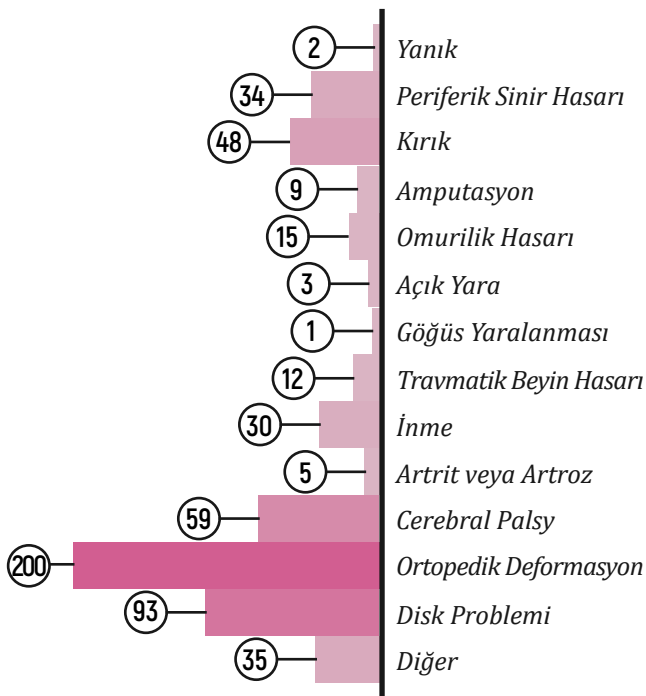 2 Yanık
34 Periferik Sinir Hasarı
48 Kırık
9 Amputasyon
15 Omurilik Hasarı
3 Açık Yara
1 Göğüs Yaralanması
12 Travmatik Beyin Hasarı
30 İnme
5 Artrit veya Artroz
59 Cerebral Palsy
200 Ortopedik Deformasyon
93 Disk Problemi
35 Diğer